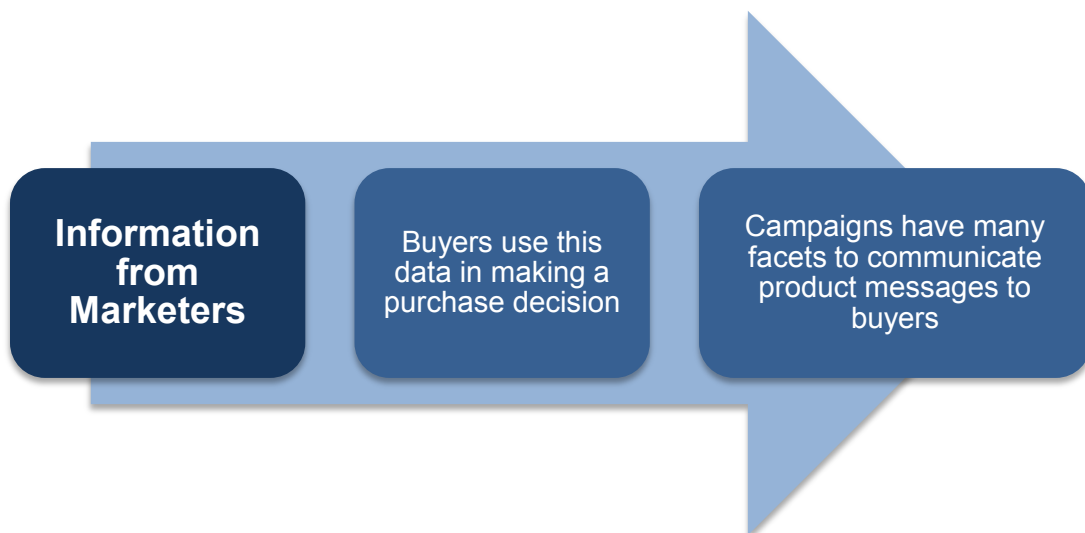 Information
from
Marketers
Buyers use this
data in making a
purchase decision
Campaigns have many
facets to communicate
product messages to
buyers